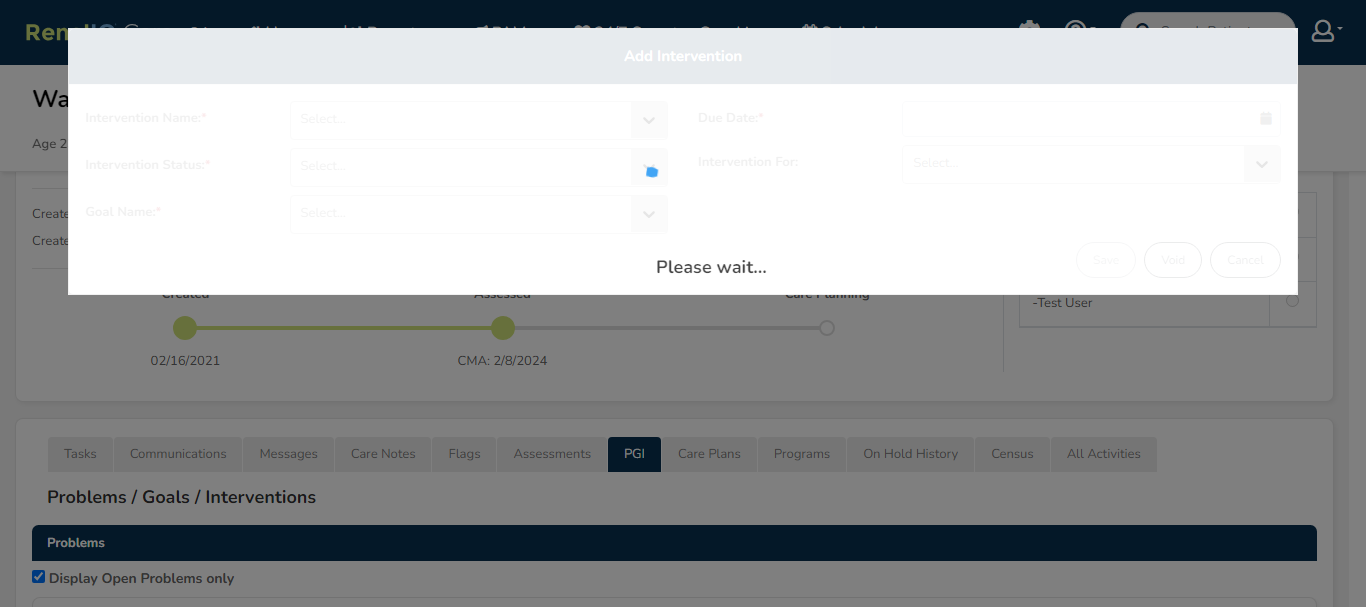 Add Intervention
Wa
Age 2
Intervention Name:*
Select...
Due Date:*
Intervention Status:*
Select...
Intervention For:
Select...
Goal Name:*
Select...
Create
Create
Please wait...
Save
Void
Cancel
Created
Assessed
Care Planning
-Test User
02/16/2021
CMA: 2/8/2024
Tasks
Communications
Messages
Care Notes
Flags
Assessments
PGI
Care Plans
Programs
On Hold History
Census
All Activities
Problems / Goals / Interventions
Problems
Display Open Problems only